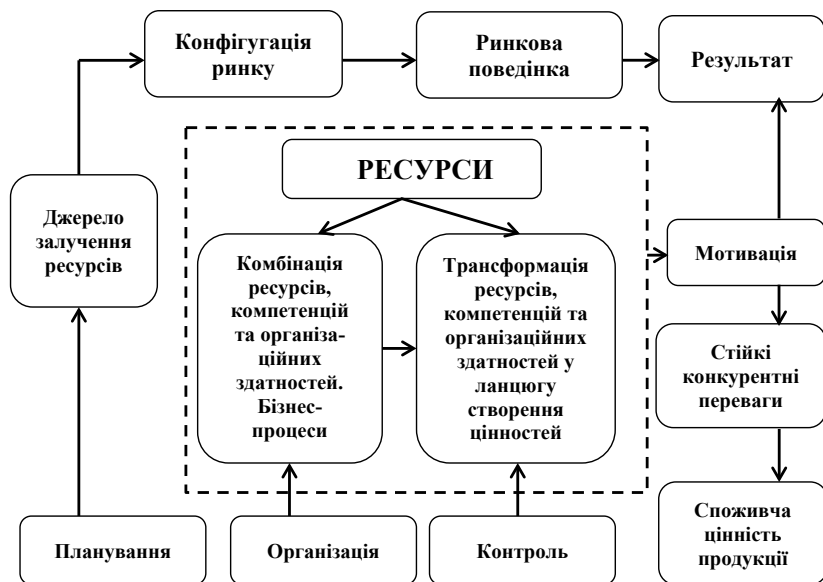 Конфігугація
ринку
Ринкова
поведінка
Результат
РЕСУРСИ
Джерело
залучення
ресурсів
Комбінація
ресурсів,
компетенцій
та організа-
ційних
здатностей.
Бізнес-
процеси
Трансформація
ресурсів,
компетенцій та
організаційних
здатностей у
ланцюгу
створення
цінностей
Мотивація
Стійкі
конкурентні
переваги
Споживча
цінність
продукції
Планування
Організація
Контроль